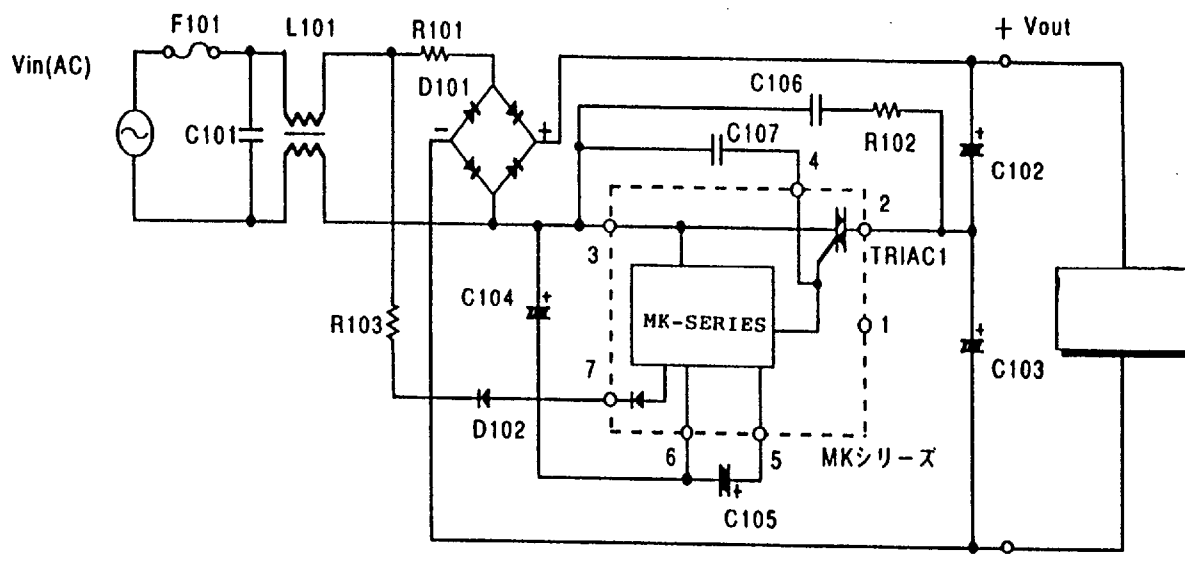 F101
L101
R101
+ Vout
Vin(AC)
D101
C106
C101
-
+
C107
R102
4
+
C102
2
3
TRIAC1
C104
+
R103
MK-SERIES
1
+
C103
7
D102
6
5
MKシリーズ
+
C105